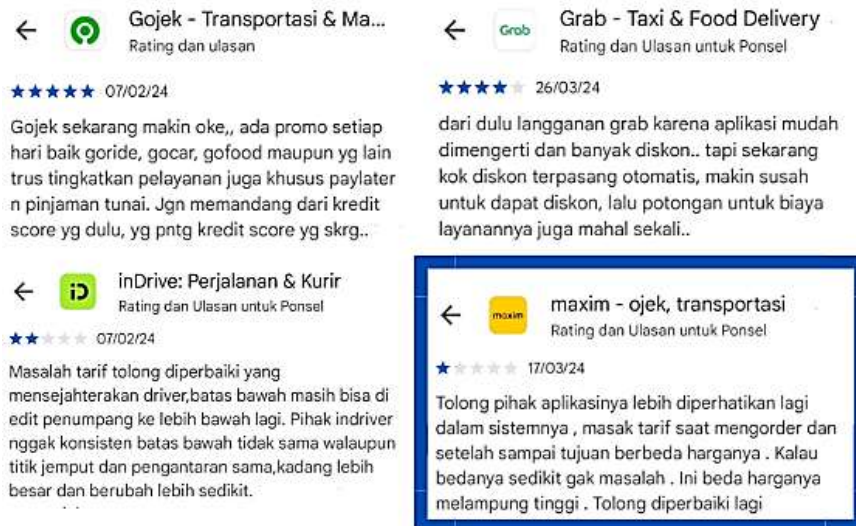 Gojek - Transportasi & Ma...
Rating dan ulasan
07/02/24
Gojek sekarang makin oke,, ada promo setiap
hari baik goride, gocar, gofood maupun yg lain
trus tingkatkan pelayanan juga khusus paylater
n pinjaman tunai. Jgn memandang dari kredit
score yg dulu, yg pntg kredit score yg skrg..
Grab
Grab - Taxi & Food Delivery
Rating dan Ulasan untuk Ponsel
26/03/24
dari dulu langganan grab karena aplikasi mudah
dimengerti dan banyak diskon.. tapi sekarang
kok diskon terpasang otomatis, makin susah
untuk dapat diskon, lalu potongan untuk biaya
layanannya juga mahal sekali..
iD
inDrive: Perjalanan & Kurir
Rating dan Ulasan untuk Ponsel
07/02/24
Masalah tarif tolong diperbaiki yang
mensejahterakan driver,batas bawah masih bisa di
edit penumpang ke lebih bawah lagi. Pihak indriver
nggak konsisten batas bawah tidak sama walaupun
titik jemput dan pengantaran sama,kadang lebih
besar dan berubah lebih sedikit.
maxim
maxim - ojek, transportasi
Rating dan Ulasan untuk Ponsel
17/03/24
Tolong pihak aplikasinya lebih diperhatikan lagi
dalam sistemnya , masak tarif saat mengorder dan
setelah sampai tujuan berbeda harganya . Kalau
bedanya sedikit gak masalah . Ini beda harganya
melampung tinggi . Tolong diperbaiki lagi